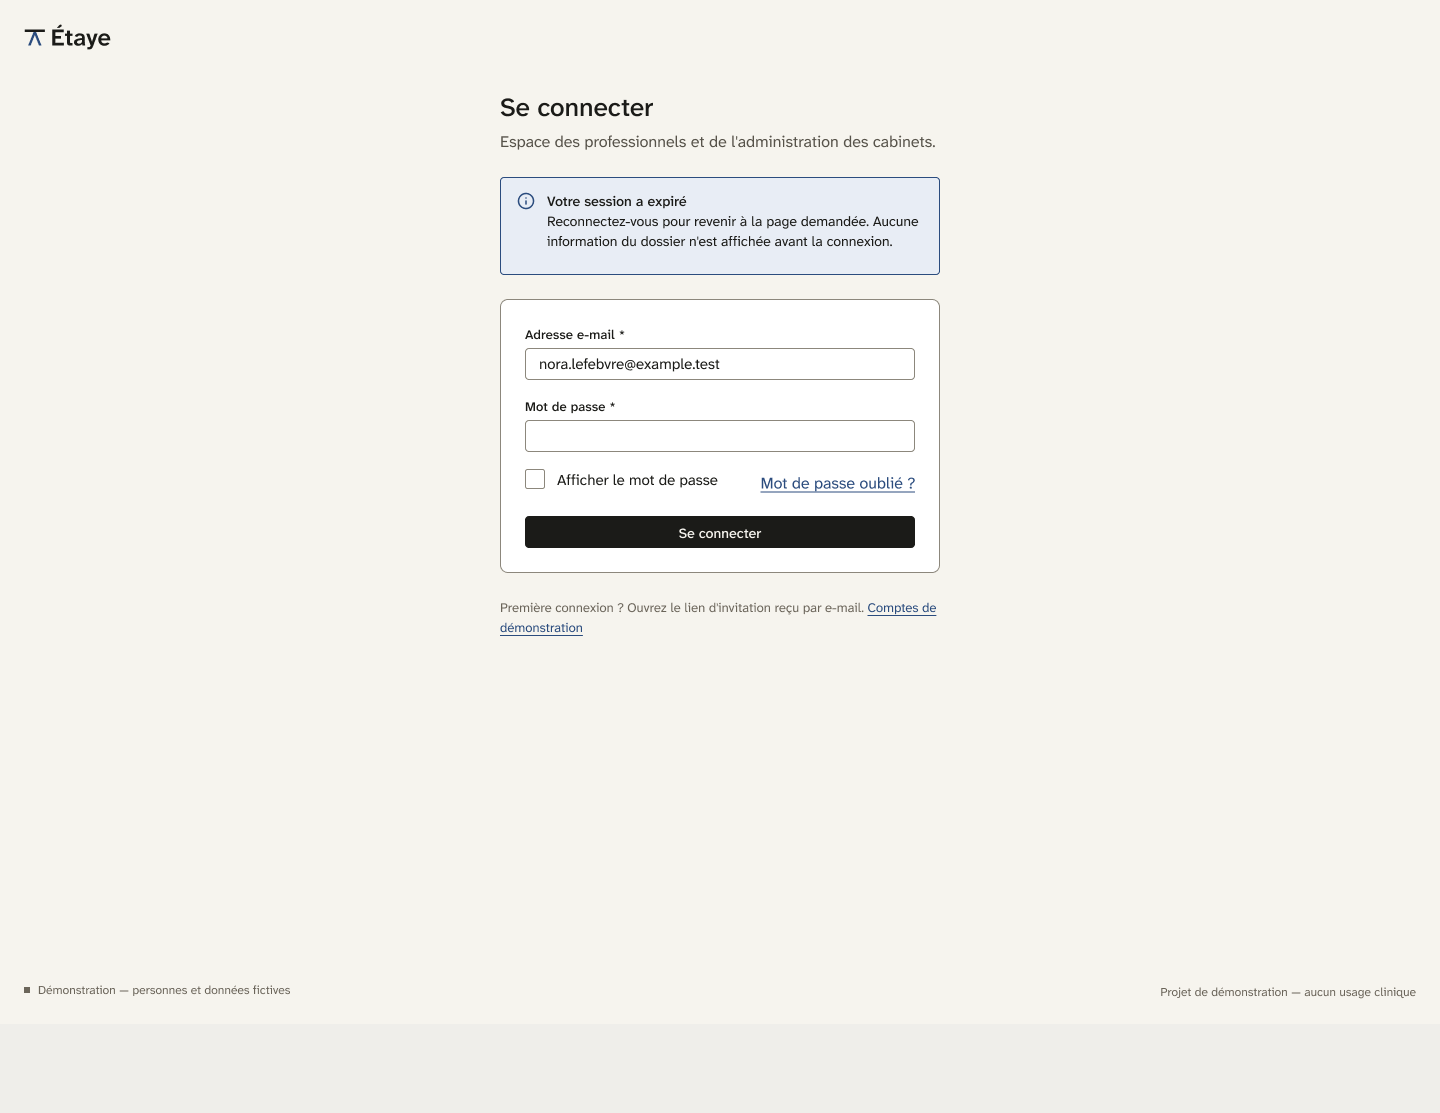 Étaye
Se connecter
Espace des professionnels et de l'administration des cabinets.
Votre session a expiré
Reconnectez-vous pour revenir à la page demandée. Aucune
information du dossier n'est affichée avant la connexion.
Adresse e-mail *
nora.lefebvre@example.test
Mot de passe *
Afficher le mot de passe
Mot de passe oublié ?
Se connecter
Première connexion ? Ouvrez le lien d'invitation reçu par e-mail. Comptes de
démonstration
Démonstration — personnes et données fictives
Projet de démonstration — aucun usage clinique